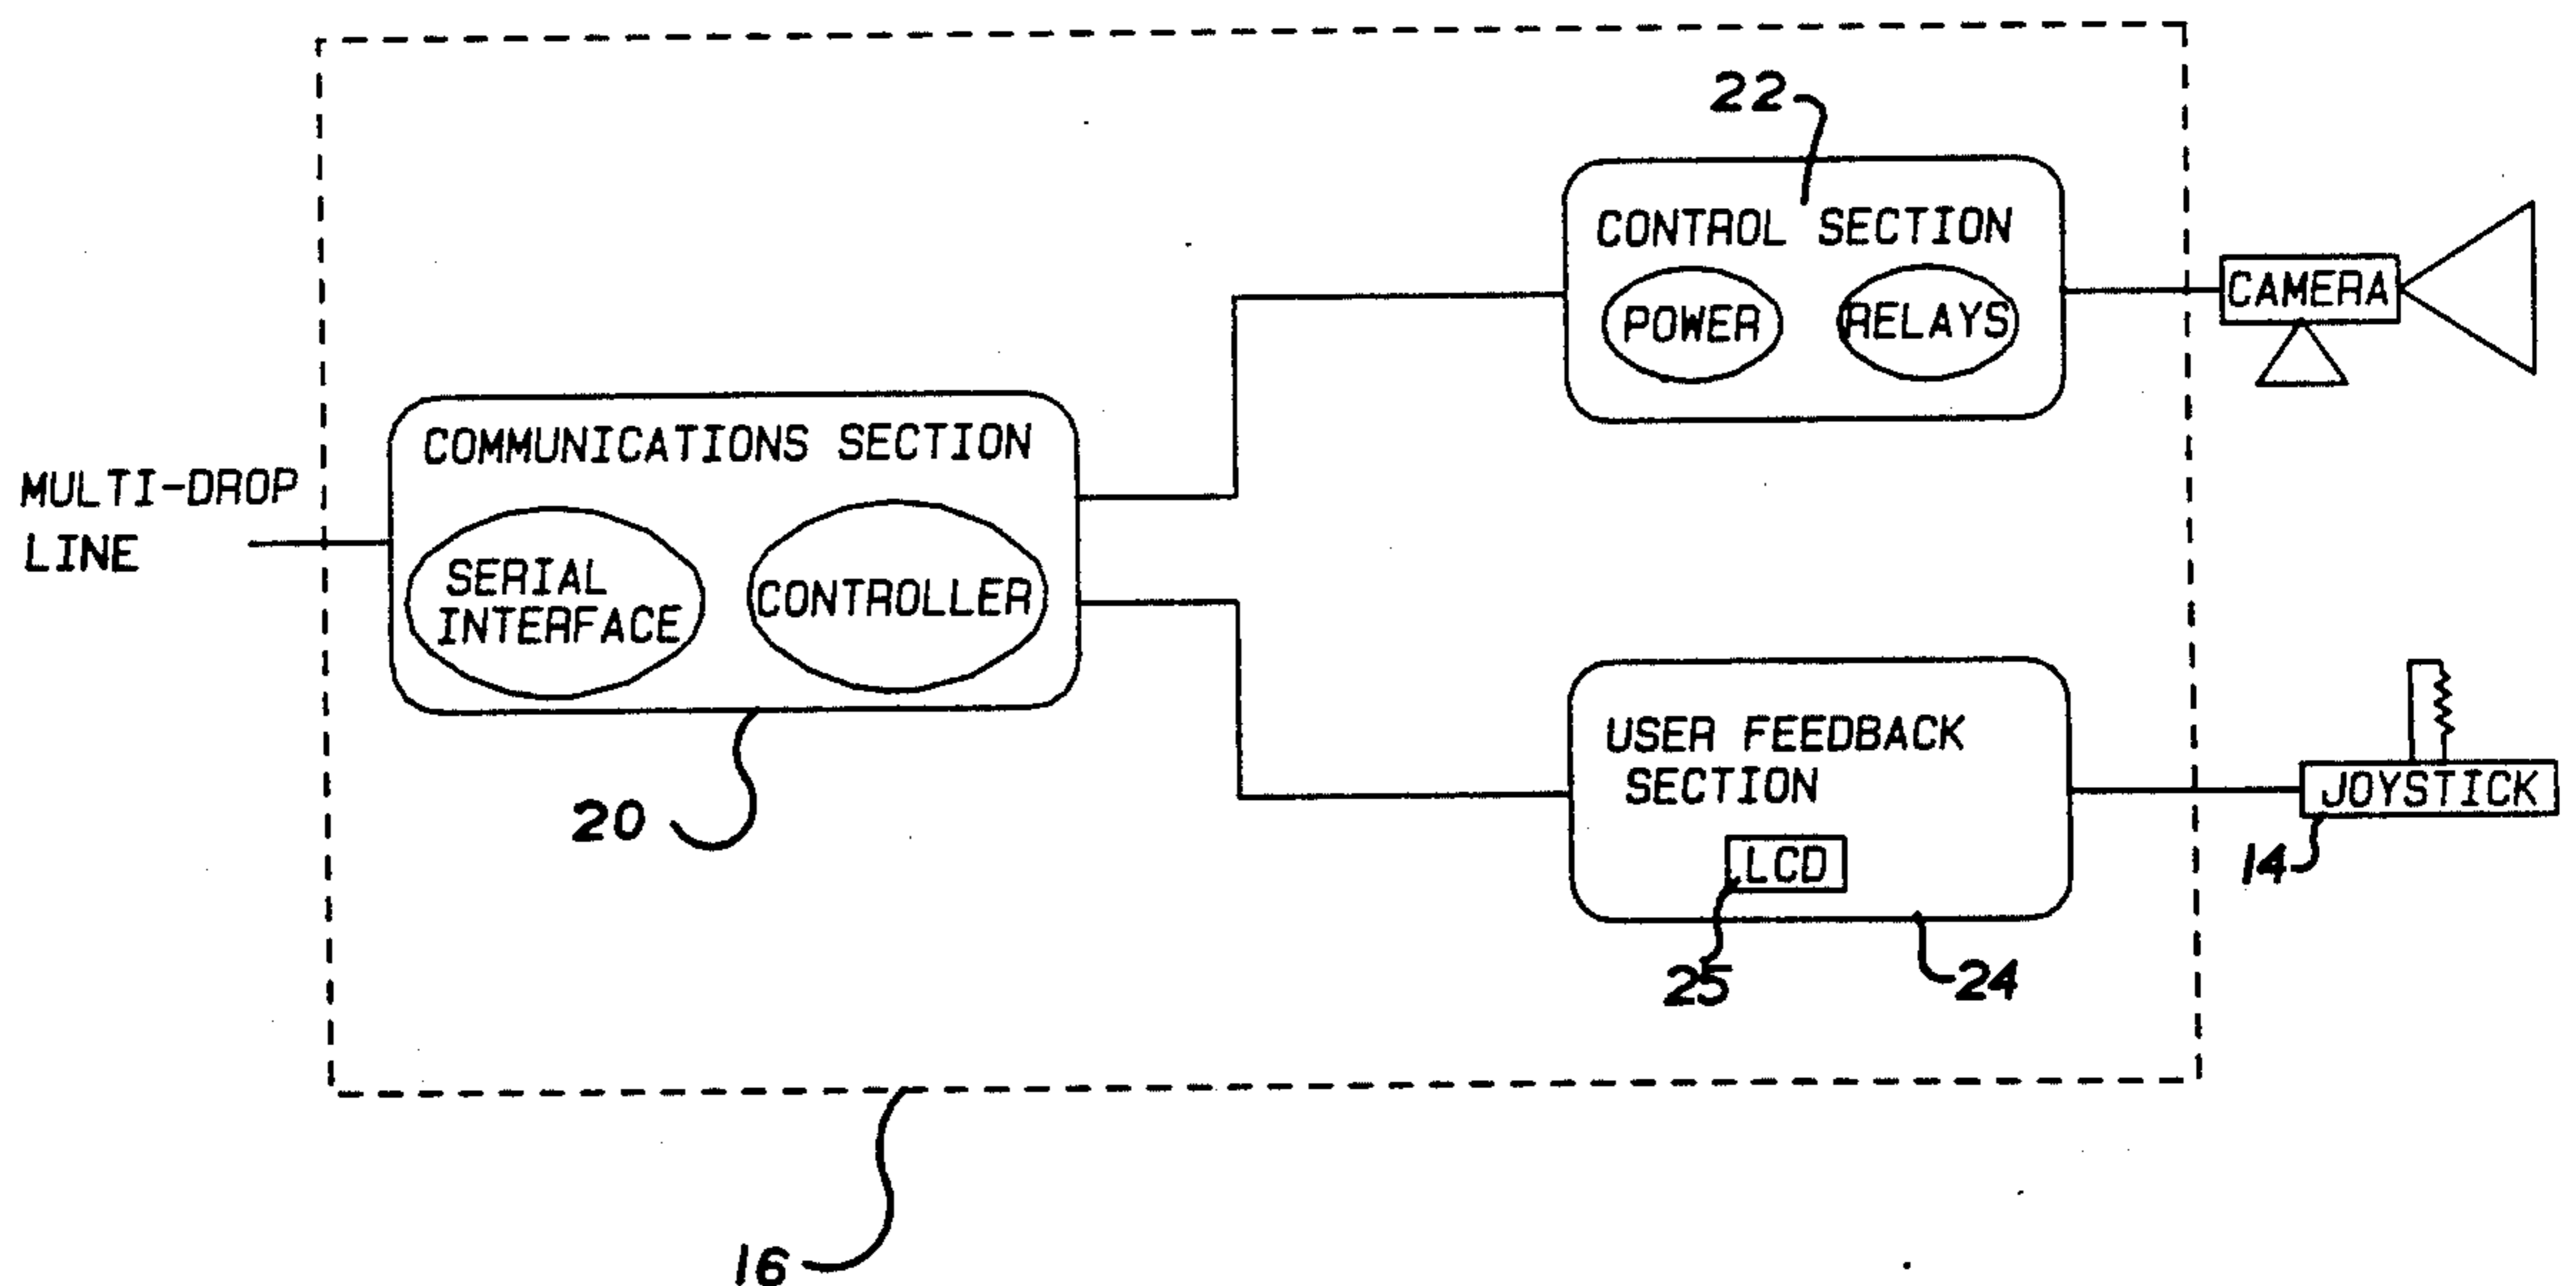 22
CONTROL SECTION
POWER
RELAYS
CAMERA
COMMUNICATIONS SECTION
SERIAL
INTERFACE
CONTROLLER
MULTI-DROP
LINE
20
USER FEEDBACK
SECTION
LCD
25
24
JOYSTICK
14
16